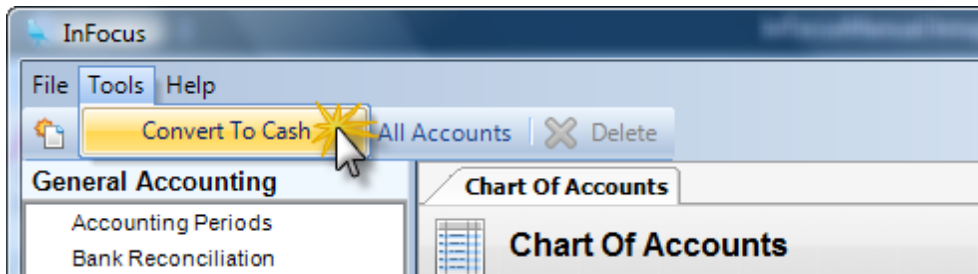 InFocus
File Tools Help
Convert To Cash All Accounts Delete
General Accounting
Chart Of Accounts
Accounting Periods
Chart Of Accounts
Bank Reconciliation